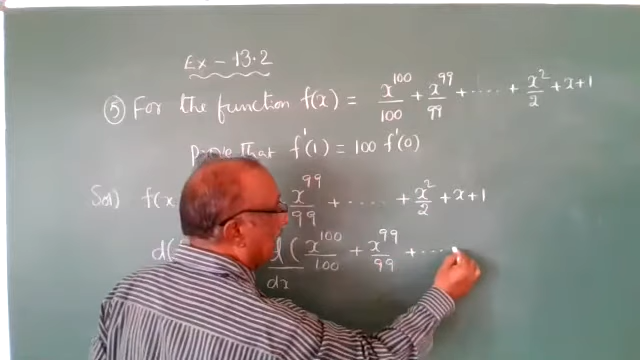 Ex - 13.2
⑤ For the function f(x) = x^100/100 + x^99/99 + ..... + x^2/2 + x + 1
prove that f'(1) = 100 f'(0)
Sol) f(x x^99/99 + ..... + x^2/2 + x + 1
d( d/dx ( x^100/100 + x^99/99 + ....